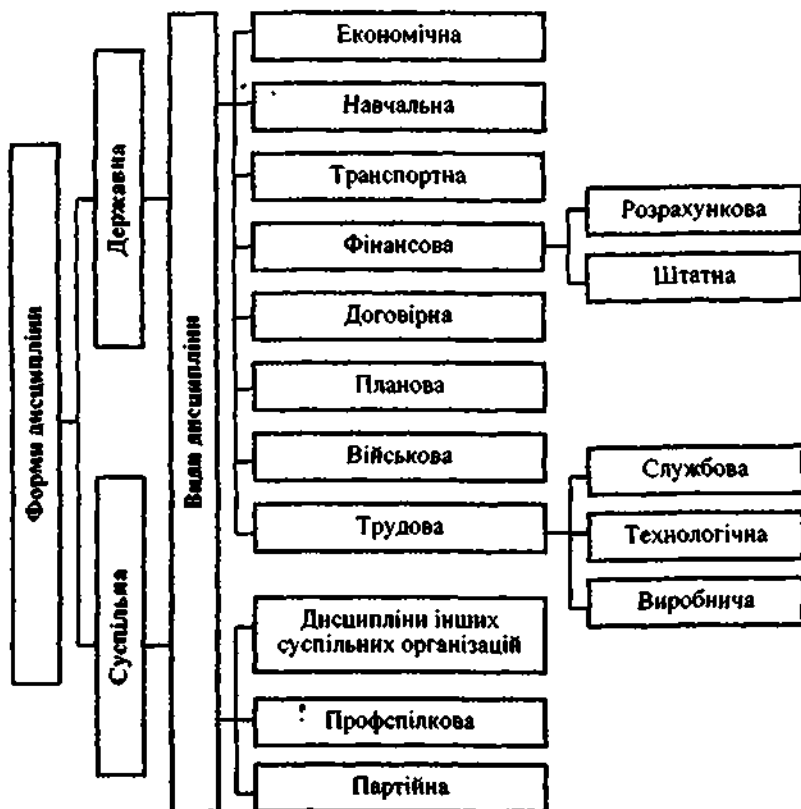 Форми дисципліни
Державна
Суспільна
Види дисципліни
Економічна
Навчальна
Транспортна
Фінансова
Розрахункова
Штатна
Договірна
Планова
Військова
Трудова
Службова
Технологічна
Виробнича
Дисципліни інших
суспільних організацій
Профспілкова
Партійна